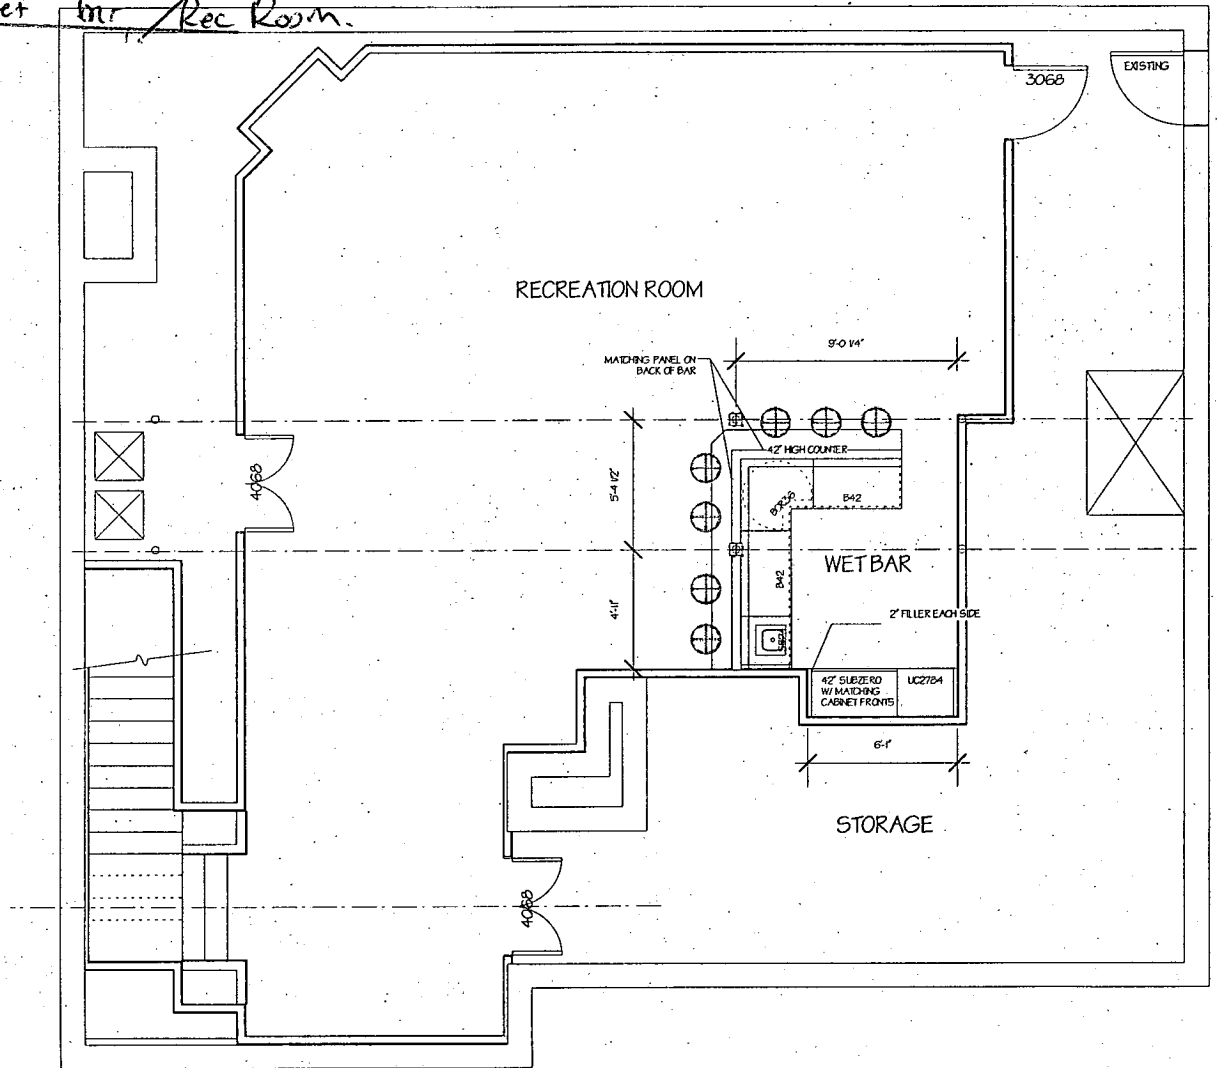 Rec Room.
EXISTING
3068
RECREATION ROOM
9'-0 1/4"
MATCHING PANEL ON
BACK OF BAR
42" HIGH COUNTER
5'-4 1/2"
4068
B42
WET BAR
B42
4'-11"
2" FILLER EACH SIDE
42" SUBZERO
W/ MATCHING
CABINET FRONTS
UC2784
6'-1"
STORAGE
4068